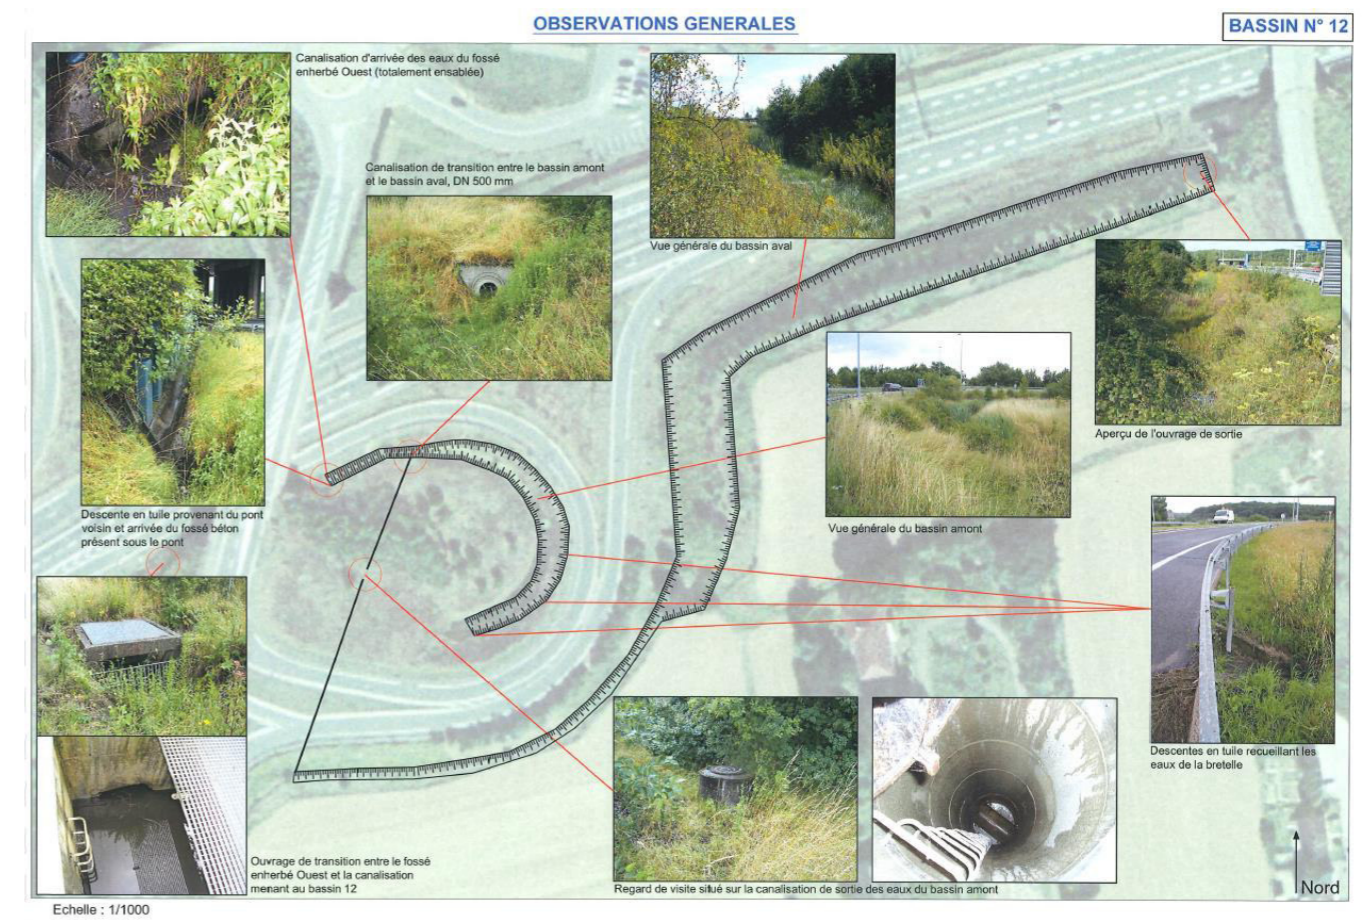 OBSERVATIONS GENERALES
BASSIN N° 12
Canalisation d'arrivée des eaux du fossé
enherbé Ouest (totalement ensablée)
Canalisation de transition entre le bassin amont
et le bassin aval, DN 500 mm
Vue générale du bassin aval
Aperçu de l'ouvrage de sortie
Descente en tuile provenant du pont
voisin et arrivée du fossé béton
présent sous le pont
Vue générale du bassin amont
Descentes en tuile recueillant les
eaux de la bretelle
Ouvrage de transition entre le fossé
enherbé Ouest et la canalisation
menant au bassin 12
Regard de visite situé sur la canalisation de sortie des eaux du bassin amont
Nord
Echelle : 1/1000